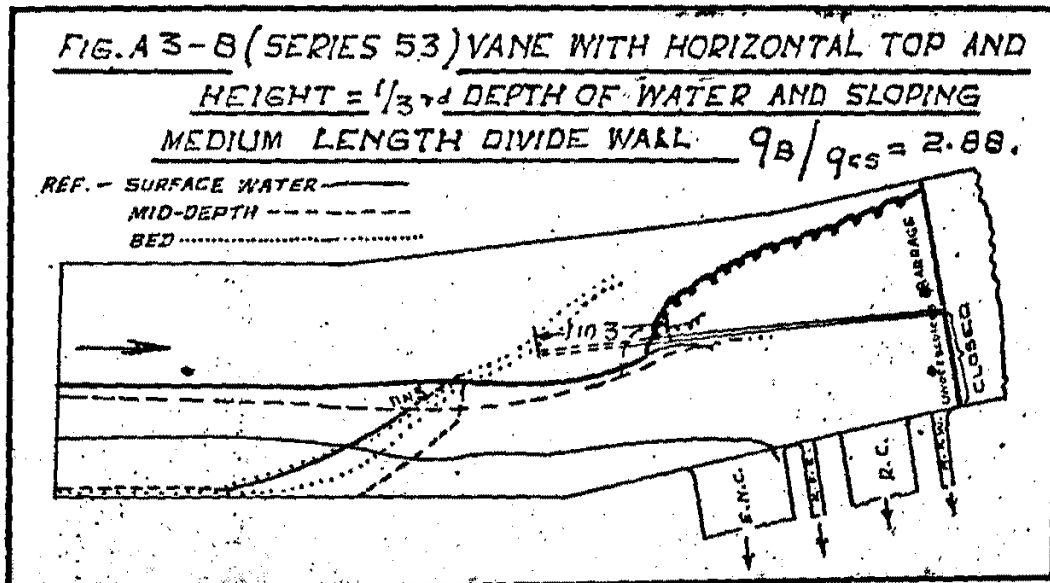 FIG. A 3-8 (SERIES 53) VANE WITH HORIZONTAL TOP AND
HEIGHT = 1/3rd DEPTH OF WATER AND SLOPING
MEDIUM LENGTH DIVIDE WALL. qB/qcs = 2.88.
REF. - SURFACE WATER
MID-DEPTH
BED
1 IN 3
BARRAGE
UNDERSLUICE
CLOSED
R.C.